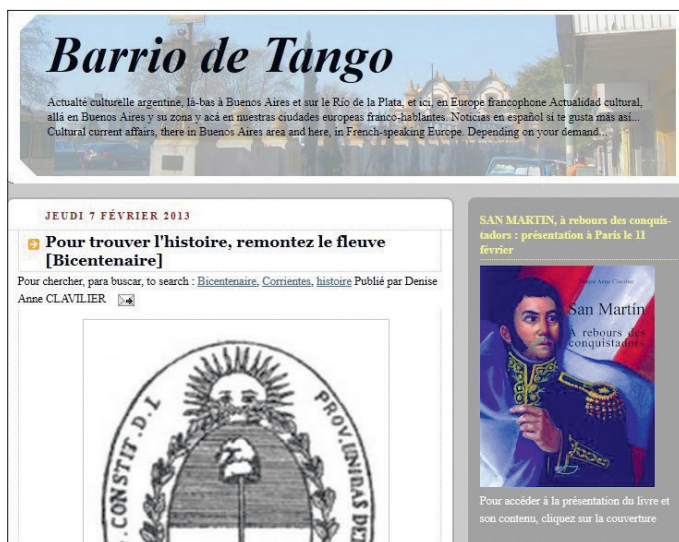 Barrio de Tango
Actualté culturelle argentine, là-bas à Buenos Aires et sur le Río de la Plata, et ici, en Europe francophone Actualidad cultural,
allá en Buenos Aires y su zona y acá en nuestras ciudades europeas franco-hablantes. Noticias en español si te gusta más así...
Cultural current affairs, there in Buenos Aires area and here, in French-speaking Europe. Depending on your demand...
JEUDI 7 FÉVRIER 2013
Pour trouver l'histoire, remontez le fleuve
[Bicentenaire]
Pour chercher, para buscar, to search : Bicentenaire, Corrientes, histoire Publié par Denise
Anne CLAVILIER
CONSTIT. D. L
PROV. UNIDAS DE
SAN MARTIN, à rebours des conquis-
tadors : présentation à Paris le 11
février
Denise Anne Clavilier
San Martín
À rebours des
conquistadors
Pour accéder à la présentation du livre et
son contenu, cliquez sur la couverture